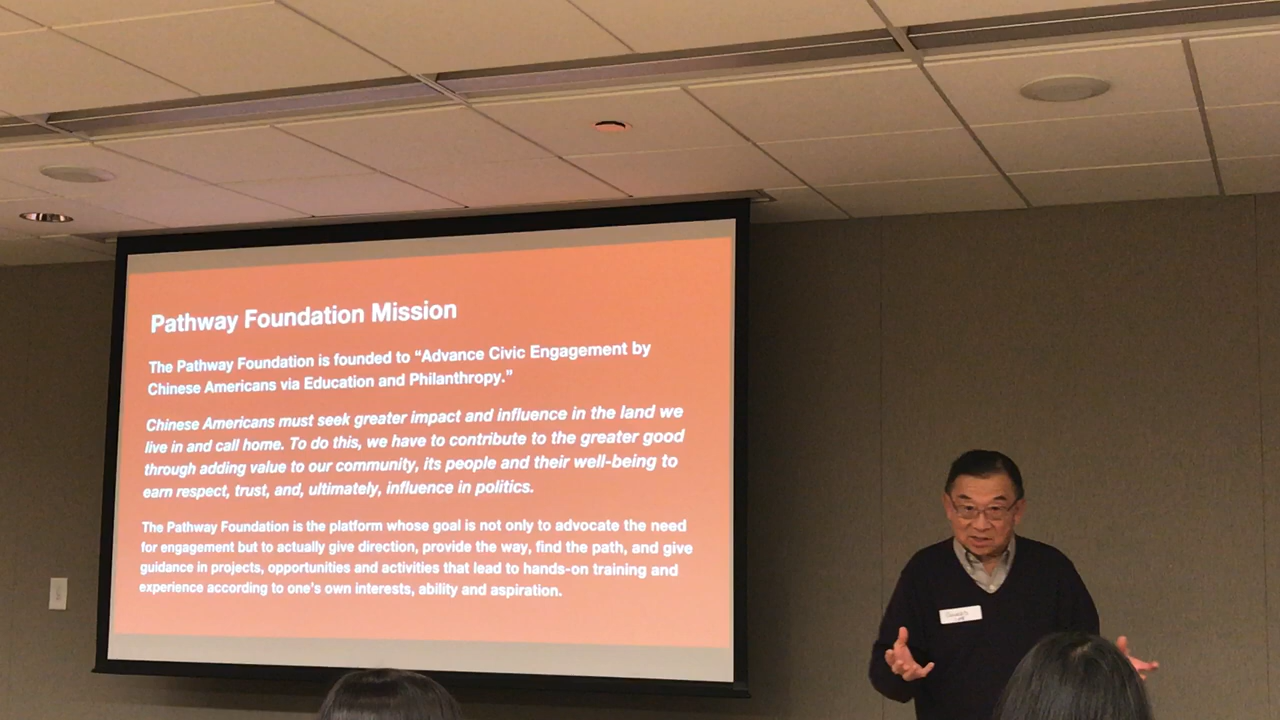 Pathway Foundation Mission
The Pathway Foundation is founded to “Advance Civic Engagement by
Chinese Americans via Education and Philanthropy.”
Chinese Americans must seek greater impact and influence in the land we
live in and call home. To do this, we have to contribute to the greater good
through adding value to our community, its people and their well-being to
earn respect, trust, and, ultimately, influence in politics.
The Pathway Foundation is the platform whose goal is not only to advocate the need
for engagement but to actually give direction, provide the way, find the path, and give
guidance in projects, opportunities and activities that lead to hands-on training and
experience according to one’s own interests, ability and aspiration.